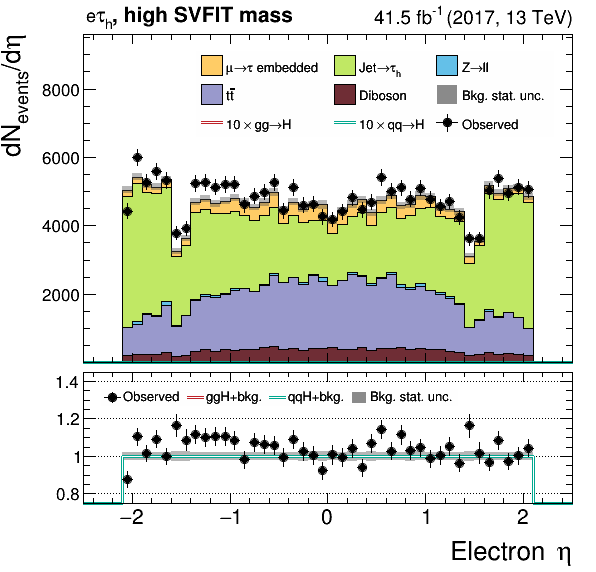 eτh, high SVFIT mass 41.5 fb-1 (2017, 13 TeV)
dNevents/dη
μ→τ embedded Jet→τh Z→ll
tt̄ Diboson Bkg. stat. unc.
10 × gg→H 10 × qq→H Observed
8000
6000
4000
2000
Observed ggH+bkg. qqH+bkg. Bkg. stat. unc.
1.4
1.2
1
0.8
−2 −1 0 1 2
Electron η